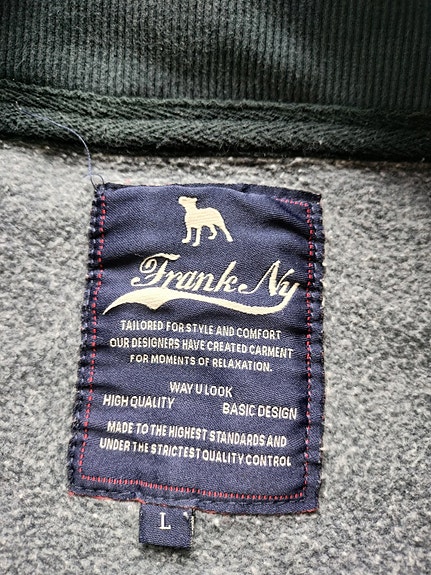 Frank Ny
TAILORED FOR STYLE AND COMFORT
OUR DESIGNERS HAVE CREATED CARMENT
FOR MOMENTS OF RELAXATION.
WAY U LOOK
HIGH QUALITY BASIC DESIGN
MADE TO THE HIGHEST STANDARDS AND
UNDER THE STRICTEST QUALITY CONTROL
L